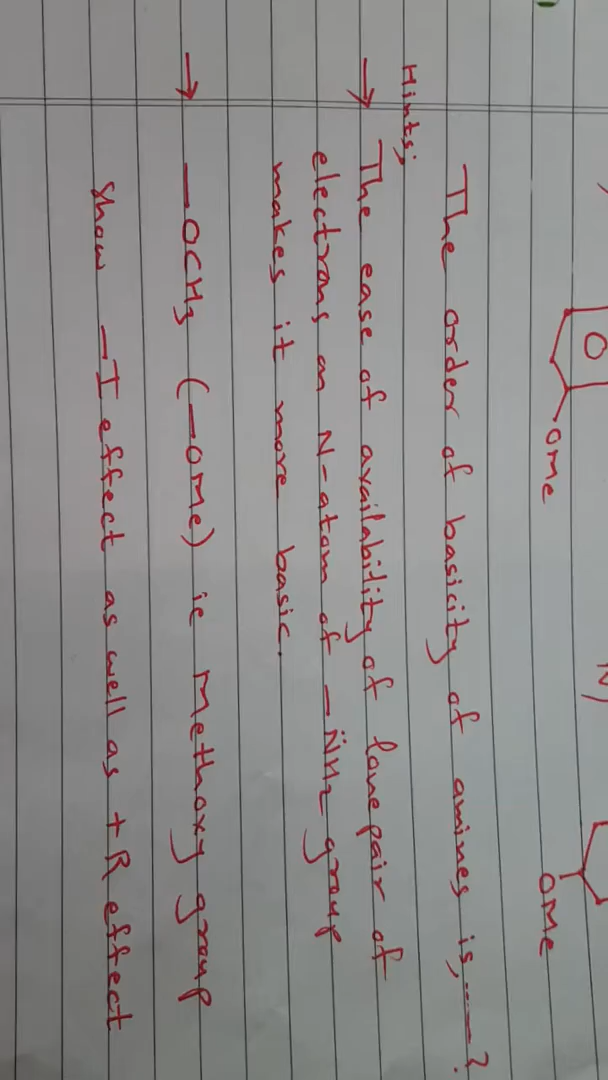 IV)
OMe
OMe
The order of basicity of amines is, ---- ?
Hints;
→ The ease of availability of lone pair of
electrons on N-atom of -N̈H2 group
makes it more basic.
→ -OCH3 (-OMe) ie Methoxy group
show -I effect as well as +R effect